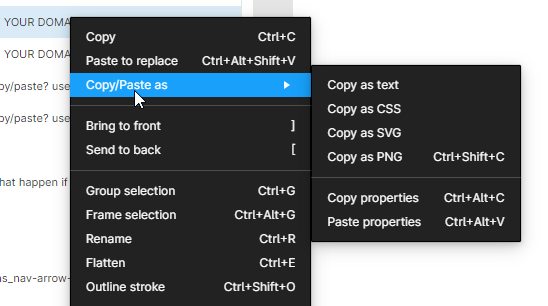 YOUR DOMA
YOUR DOMA
py/paste? use
py/paste? use
hat happen if
as_nav-arrow-
Copy Ctrl+C
Paste to replace Ctrl+Alt+Shift+V
Copy/Paste as
Bring to front ]
Send to back [
Group selection Ctrl+G
Frame selection Ctrl+Alt+G
Rename Ctrl+R
Flatten Ctrl+E
Outline stroke Ctrl+Shift+O
Copy as text
Copy as CSS
Copy as SVG
Copy as PNG Ctrl+Shift+C
Copy properties Ctrl+Alt+C
Paste properties Ctrl+Alt+V